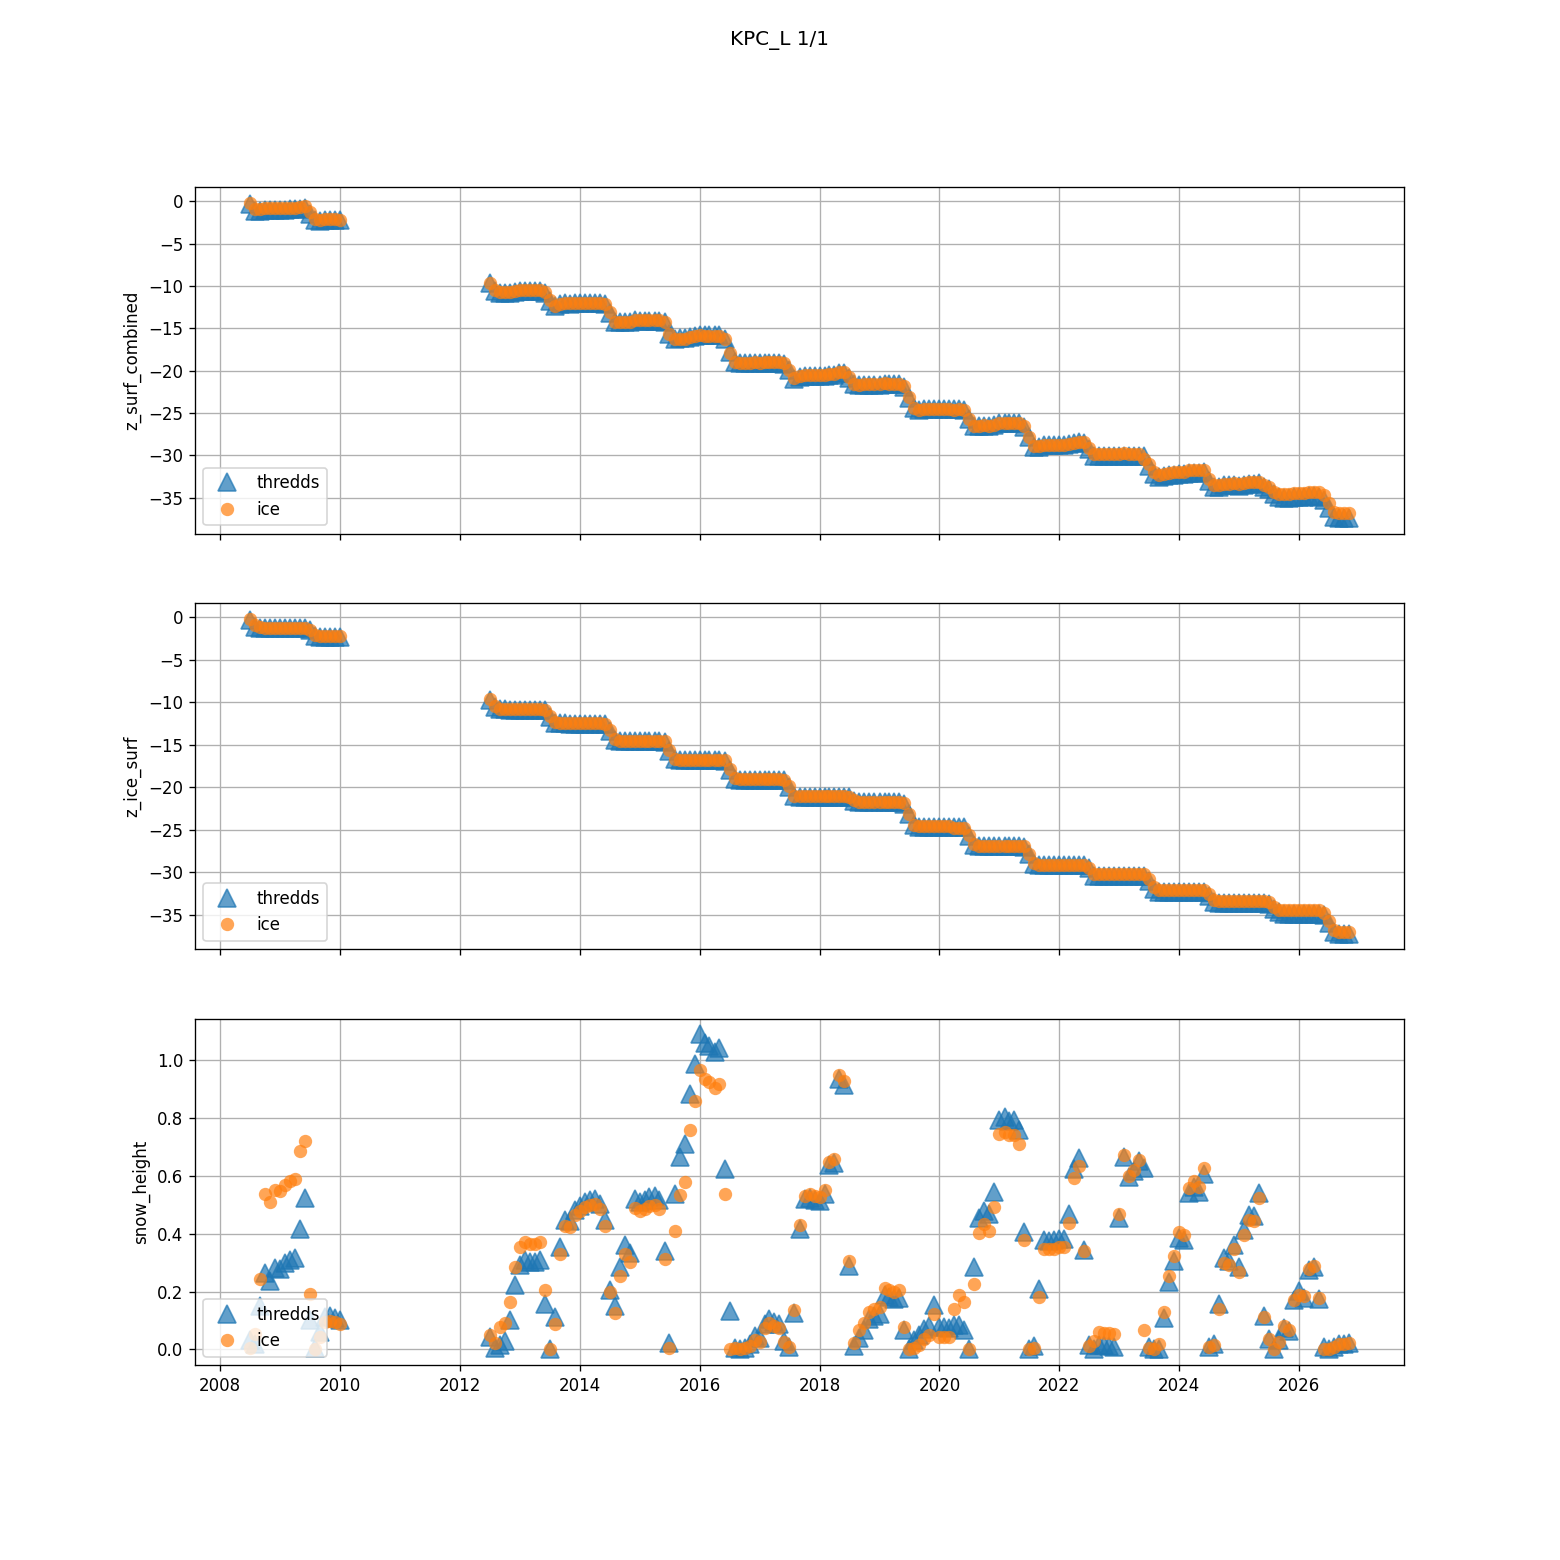 KPC_L 1/1
0
−5
−10
−15
−20
−25
−30
−35
z_surf_combined
thredds
ice
0
−5
−10
−15
−20
−25
−30
−35
z_ice_surf
thredds
ice
1.0
0.8
0.6
0.4
0.2
0.0
snow_height
thredds
ice
2008 2010 2012 2014 2016 2018 2020 2022 2024 2026